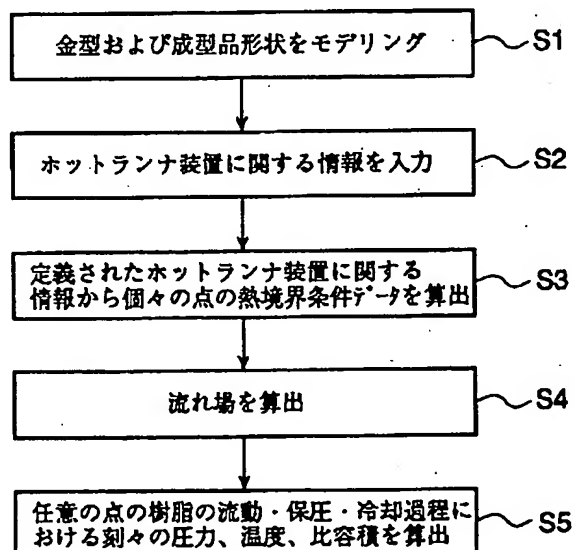 金型および成型品形状をモデリング
S1
ホットランナ装置に関する情報を入力
S2
定義されたホットランナ装置に関する
情報から個々の点の熱境界条件データを算出
S3
流れ場を算出
S4
任意の点の樹脂の流動・保圧・冷却過程に
おける刻々の圧力、温度、比容積を算出
S5